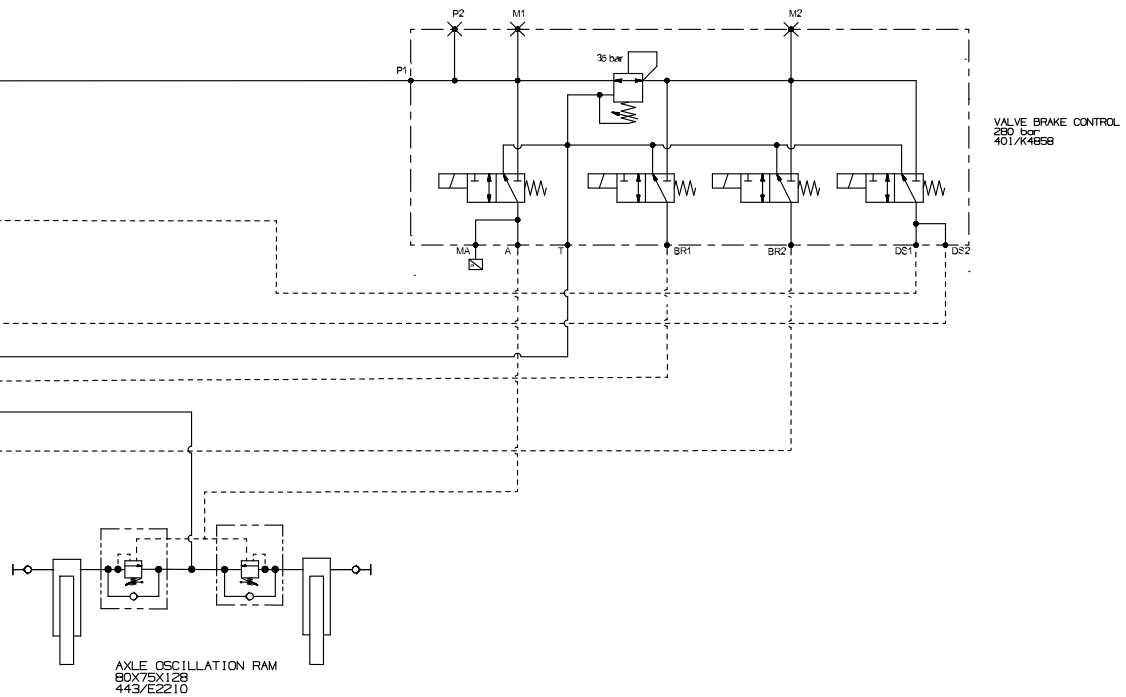 P2
M1
M2
35 bar
P1
VALVE BRAKE CONTROL
280 bar
401/K4858
MA
A
T
BR1
BR2
DS1
DS2
AXLE OSCILLATION RAM
80X75X128
443/E2210